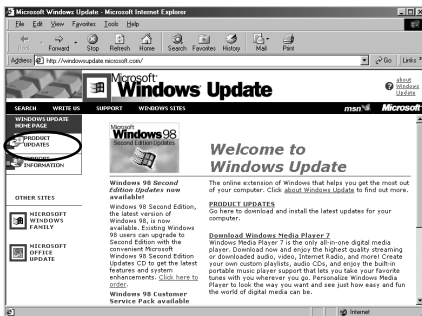 Microsoft Windows Update - Microsoft Internet Explorer
File Edit View Favorites Tools Help
Back Forward Stop Refresh Home Search Favorites History Mail Print
Address http://windowsupdate.microsoft.com/ Go Links »
Microsoft
Windows Update
about Windows Update
SEARCH WRITE US SUPPORT WINDOWS SITES msn Microsoft
WINDOWS UPDATE
HOME PAGE
PRODUCT
UPDATES
SUPPORT
INFORMATION
OTHER SITES
MICROSOFT
WINDOWS
FAMILY
MICROSOFT
OFFICE
UPDATE
Microsoft
Windows98
Second Edition Updates
Windows 98 Second
Edition Updates now
available!
Windows 98 Second Edition,
the latest version of
Windows 98, is now
available. Existing Windows
98 users can upgrade to
Second Edition with the
convenient Microsoft
Windows 98 Second Edition
Updates CD to get the latest
features and system
enhancements. Click here to
order.
Windows 98 Customer
Service Pack available
Welcome to
Windows Update
The online extension of Windows that helps you get the most out
of your computer. Click about Windows Update to find out more.
PRODUCT UPDATES
Go here to download and install the latest updates for your
computer.
Download Windows Media Player 7
Windows Media Player 7 is the only all-in-one digital media
player. Download now and enjoy the highest quality streaming
or downloaded audio, video, Internet Radio, and more! Create
your own custom playlists, audio CDs, and enjoy the built-in
portable music player support that lets you take your favorite
tunes with you wherever you go. Personalize Windows Media
Player to look the way you want and see just how easy and fun
the world of digital media can be.
Internet